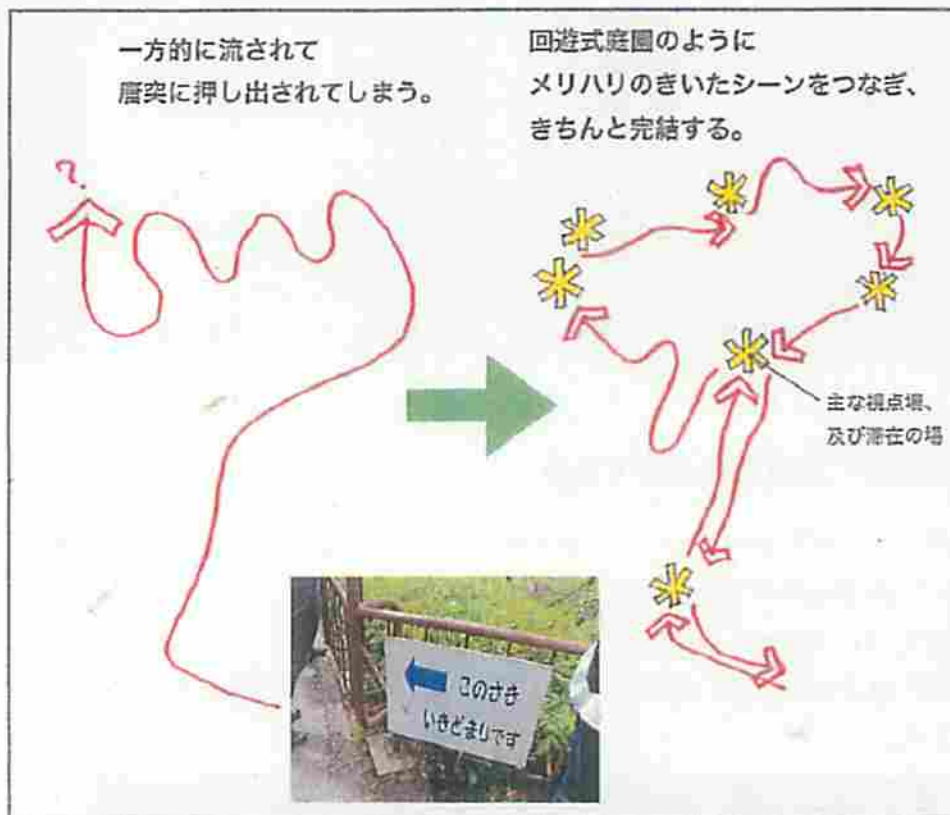 一方的に流されて
唐突に押し出されてしまう。
回遊式庭園のように
メリハリのきいたシーンをつなぎ、
きちんと完結する。
?
主な視点場、
及び滞在の場
このさき
いきどまりです